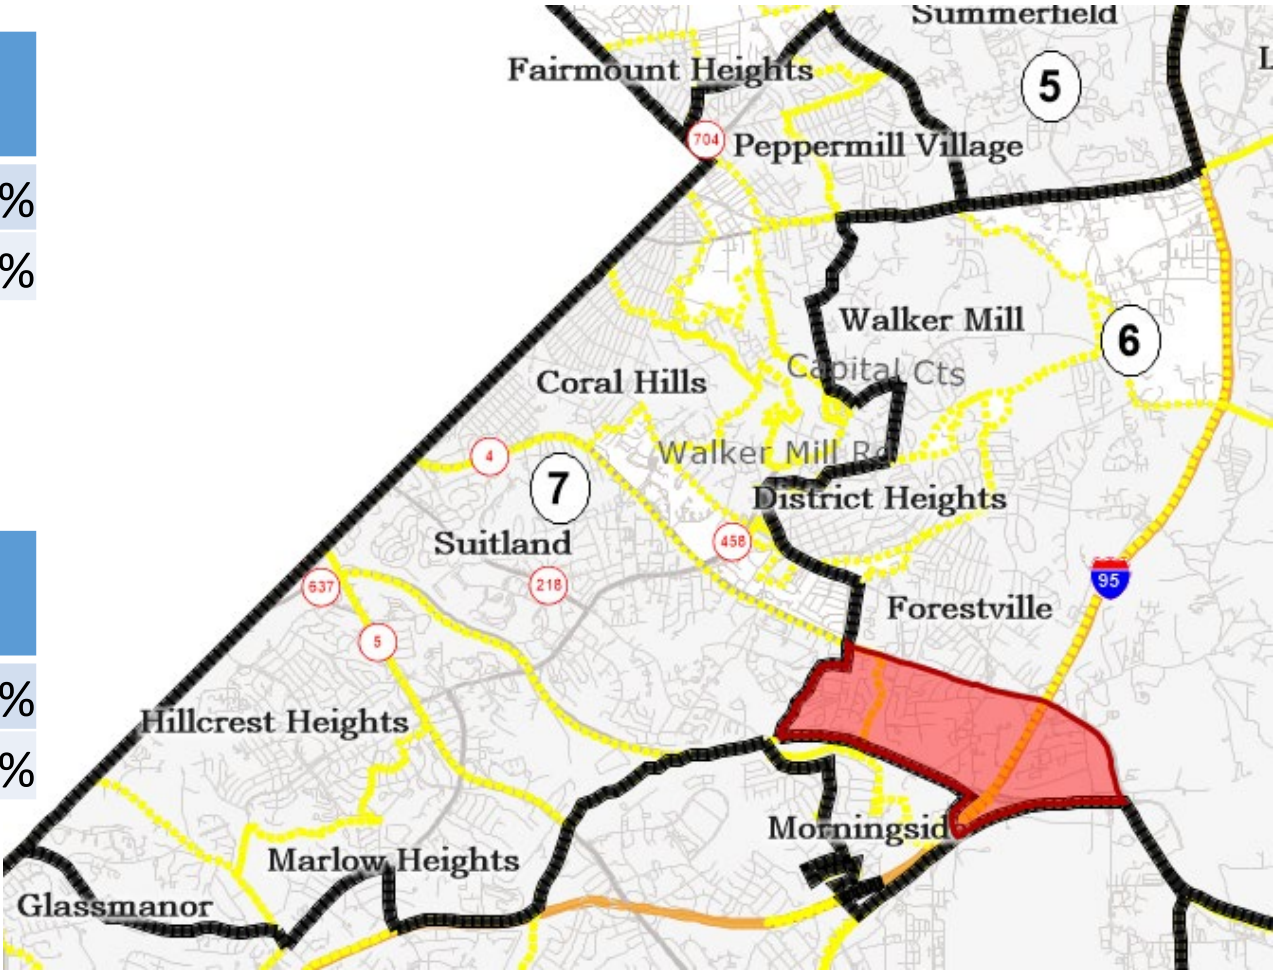 Summerfield
L
Fairmount Heights
5
704
Peppermill Village
%
%
Walker Mill
6
Capital Cts
Coral Hills
4
Walker Mill Rd
7
District Heights
458
Suitland
95
637
218
Forestville
5
%
Hillcrest Heights
%
Morningside
Marlow Heights
Glassmanor